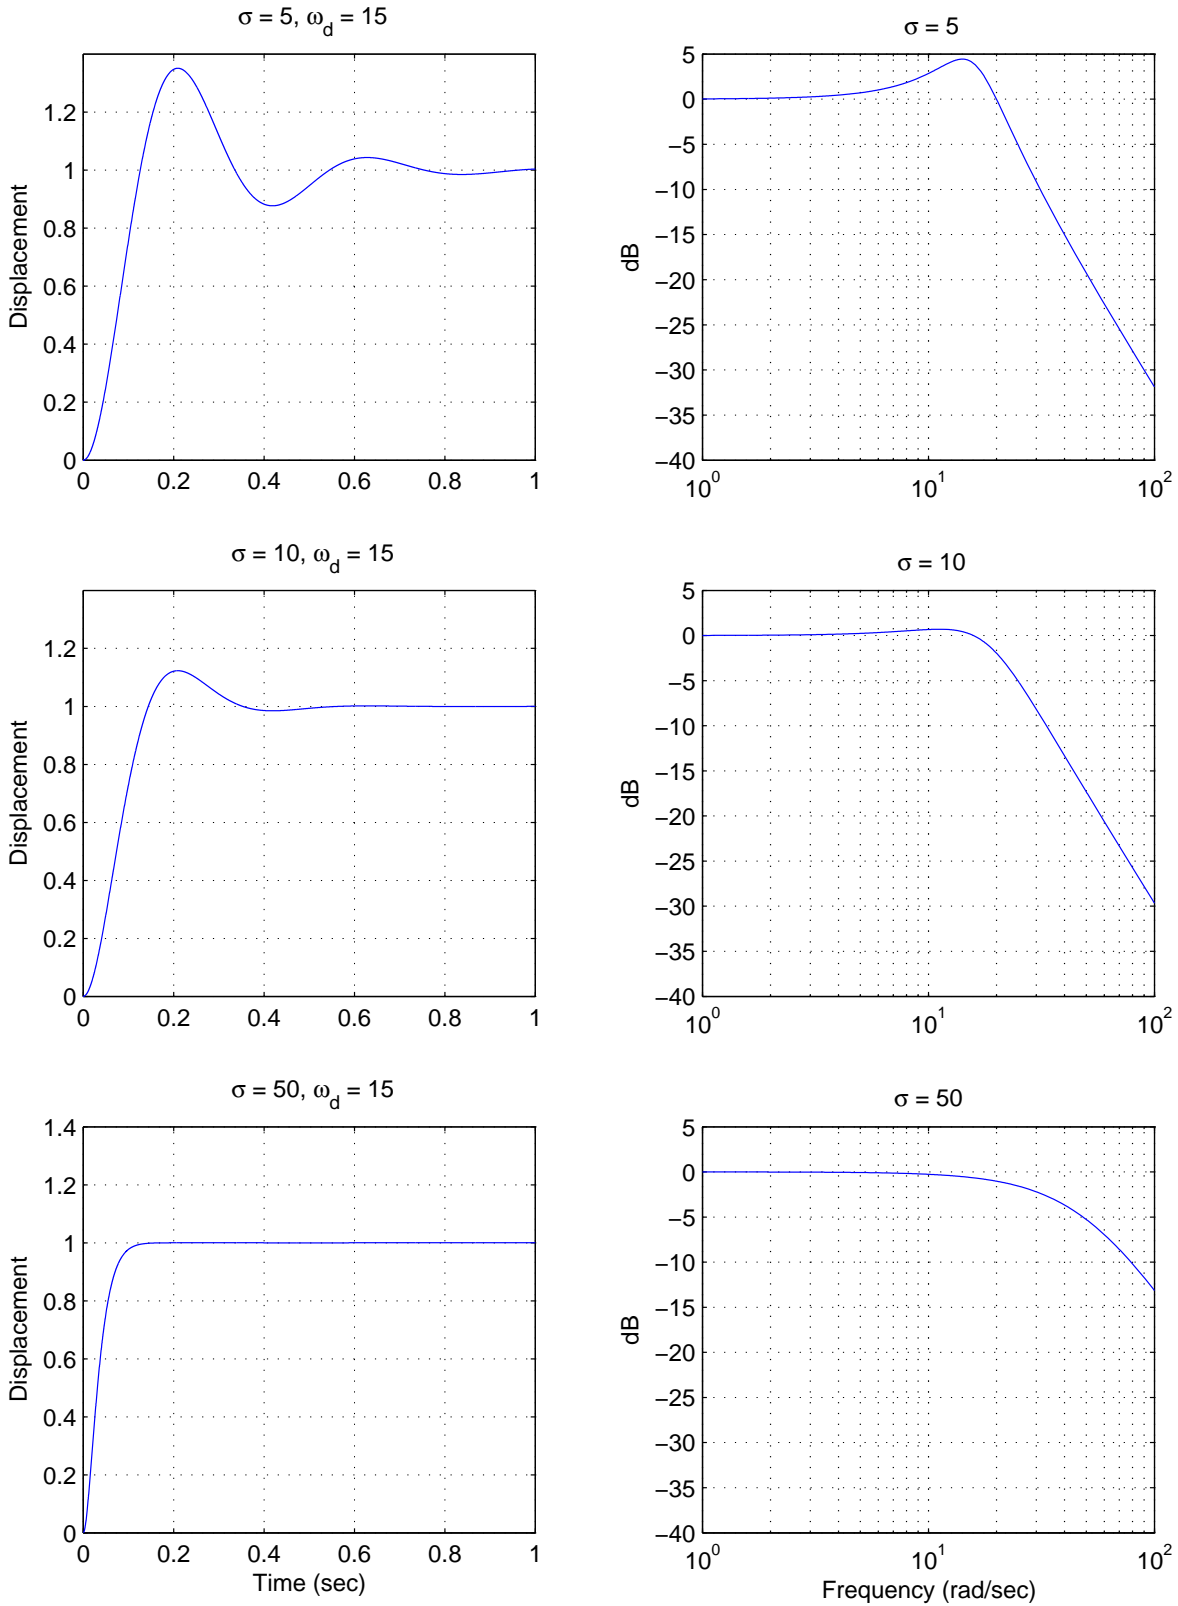 σ = 5, ω_d = 15
1.2
1
0.8
0.6
0.4
0.2
0
Displacement
0 0.2 0.4 0.6 0.8 1
σ = 5
5
0
−5
−10
−15
−20
−25
−30
−35
−40
dB
10^0 10^1 10^2
σ = 10, ω_d = 15
1.2
1
0.8
0.6
0.4
0.2
0
Displacement
0 0.2 0.4 0.6 0.8 1
σ = 10
5
0
−5
−10
−15
−20
−25
−30
−35
−40
dB
10^0 10^1 10^2
σ = 50, ω_d = 15
1.4
1.2
1
0.8
0.6
0.4
0.2
0
Displacement
0 0.2 0.4 0.6 0.8 1
Time (sec)
σ = 50
5
0
−5
−10
−15
−20
−25
−30
−35
−40
dB
10^0 10^1 10^2
Frequency (rad/sec)